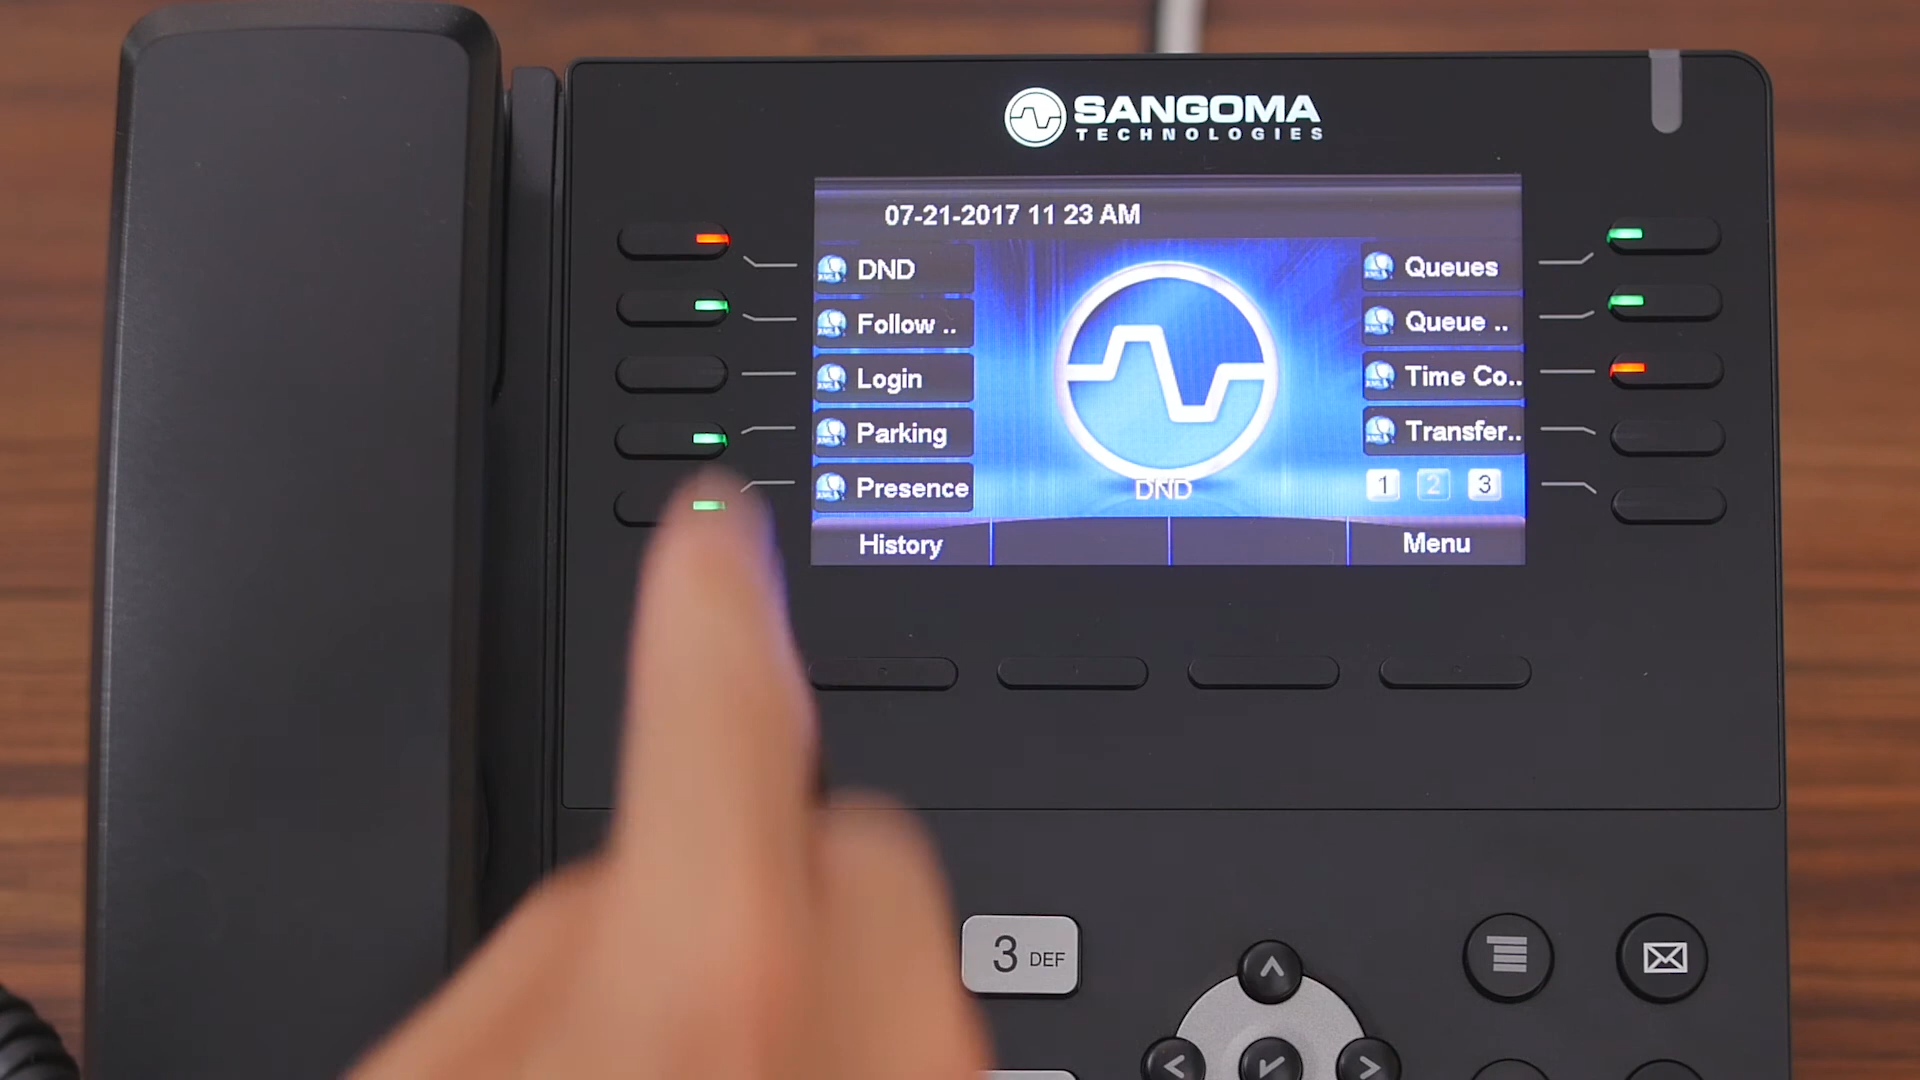 SANGOMA
TECHNOLOGIES
07-21-2017 11 23 AM
DND
Follow ..
Login
Parking
Presence
Queues
Queue ..
Time Co..
Transfer..
DND
1 2 3
History
Menu
3 DEF